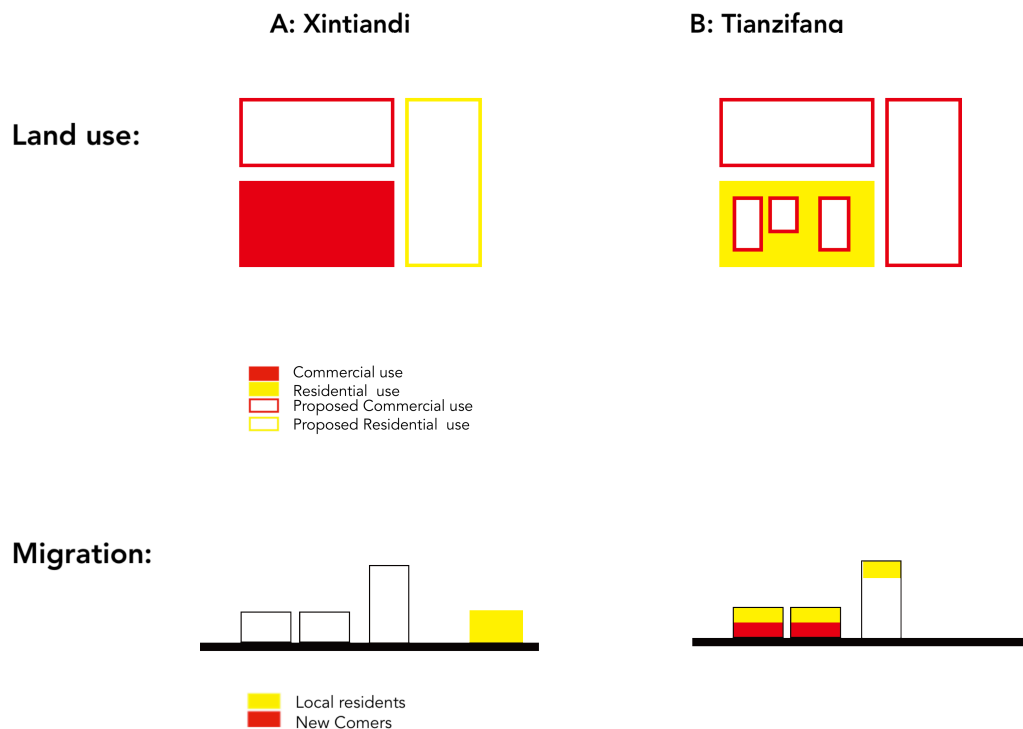 A: Xintiandi
B: Tianzifang
Land use:
Commercial use
Residential use
Proposed Commercial use
Proposed Residential use
Migration:
Local residents
New Comers